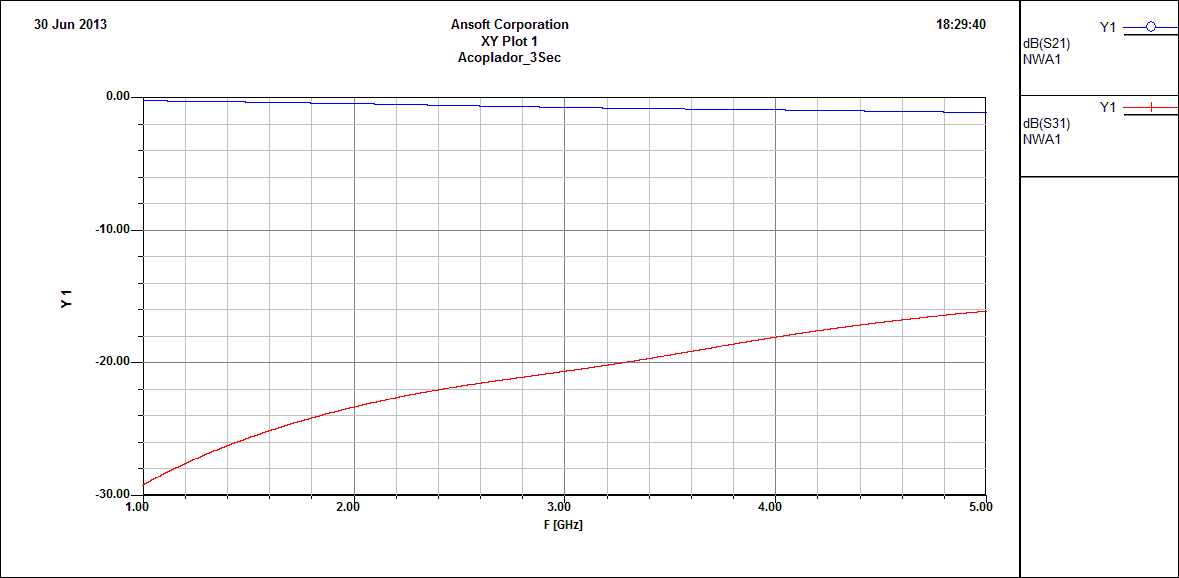 30 Jun 2013
Ansoft Corporation
18:29:40
XY Plot 1
Acoplador_3Sec
Y1
dB(S21)
NWA1
Y1
dB(S31)
NWA1
0.00
-10.00
-20.00
-30.00
Y 1
1.00
2.00
3.00
4.00
5.00
F [GHz]